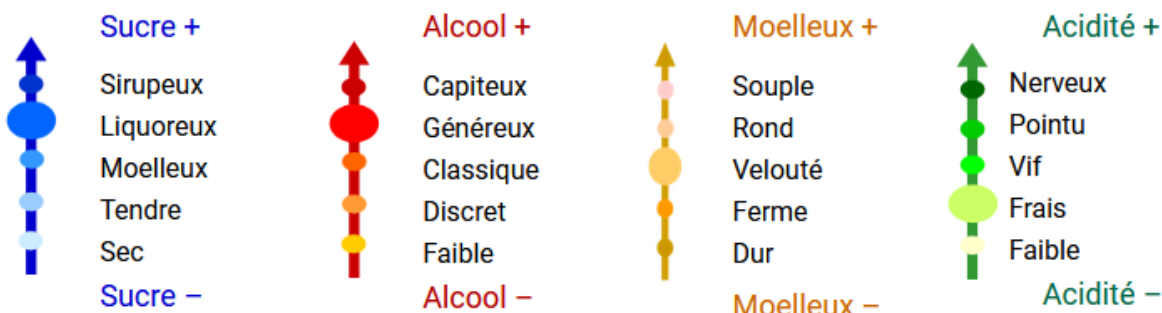 Sucre +
Sirupeux
Liquoreux
Moelleux
Tendre
Sec
Sucre –
Alcool +
Capiteux
Généreux
Classique
Discret
Faible
Alcool –
Moelleux +
Souple
Rond
Velouté
Ferme
Dur
Moelleux –
Acidité +
Nerveux
Pointu
Vif
Frais
Faible
Acidité –